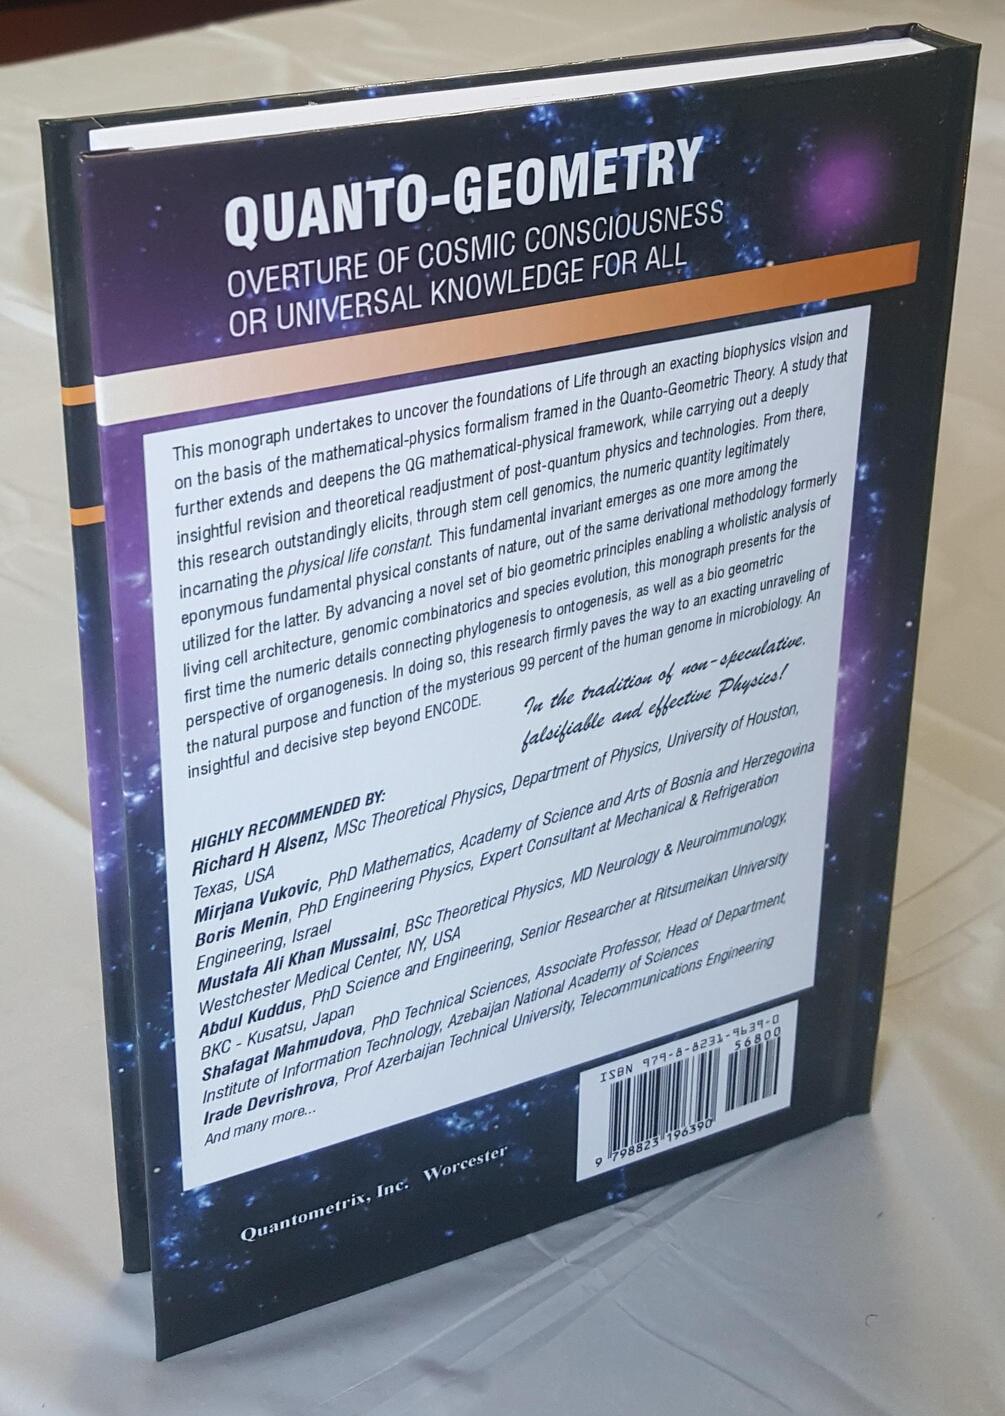 QUANTO-GEOMETRY
OVERTURE OF COSMIC CONSCIOUSNESS
OR UNIVERSAL KNOWLEDGE FOR ALL
This monograph undertakes to uncover the foundations of Life through an exacting biophysics vision and
on the basis of the mathematical-physics formalism framed in the Quanto-Geometric Theory. A study that
further extends and deepens the QG mathematical-physical framework, while carrying out a deeply
insightful revision and theoretical readjustment of post-quantum physics and technologies. From there,
this research outstandingly elicits, through stem cell genomics, the numeric quantity legitimately
incarnating the physical life constant. This fundamental invariant emerges as one more among the
eponymous fundamental physical constants of nature, out of the same derivational methodology formerly
utilized for the latter. By advancing a novel set of bio geometric principles enabling a wholistic analysis of
living cell architecture, genomic combinatorics and species evolution, this monograph presents for the
first time the numeric details connecting phylogenesis to ontogenesis, as well as a bio geometric
perspective of organogenesis. In doing so, this research firmly paves the way to an exacting unraveling of
the natural purpose and function of the mysterious 99 percent of the human genome in microbiology. An
insightful and decisive step beyond ENCODE.
In the tradition of non-speculative,
falsifiable and effective Physics!
HIGHLY RECOMMENDED BY:
Richard H Alsenz, MSc Theoretical Physics, Department of Physics, University of Houston,
Texas, USA
Mirjana Vukovic, PhD Mathematics, Academy of Science and Arts of Bosnia and Herzegovina
Boris Menin, PhD Engineering Physics, Expert Consultant at Mechanical & Refrigeration
Engineering, Israel
Mustafa Ali Khan Mussaini, BSc Theoretical Physics, MD Neurology & Neuroimmunology,
Westchester Medical Center, NY, USA
Abdul Kuddus, PhD Science and Engineering, Senior Researcher at Ritsumeikan University
BKC - Kusatsu, Japan
Shafagat Mahmudova, PhD Technical Sciences, Associate Professor, Head of Department,
Institute of Information Technology, Azebaijan National Academy of Sciences
Irade Devrishrova, Prof Azerbaijan Technical University, Telecommunications Engineering
And many more...
ISBN 979-8-8231-9639-0
56800
9 798823 196390
Quantometrix, Inc. Worcester